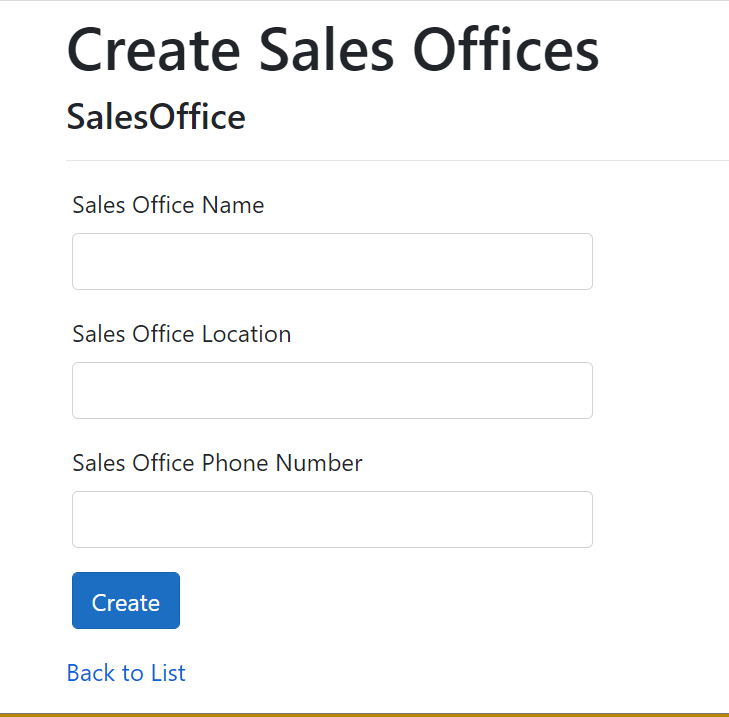 Create Sales Offices
SalesOffice
Sales Office Name
Sales Office Location
Sales Office Phone Number
Create
Back to List